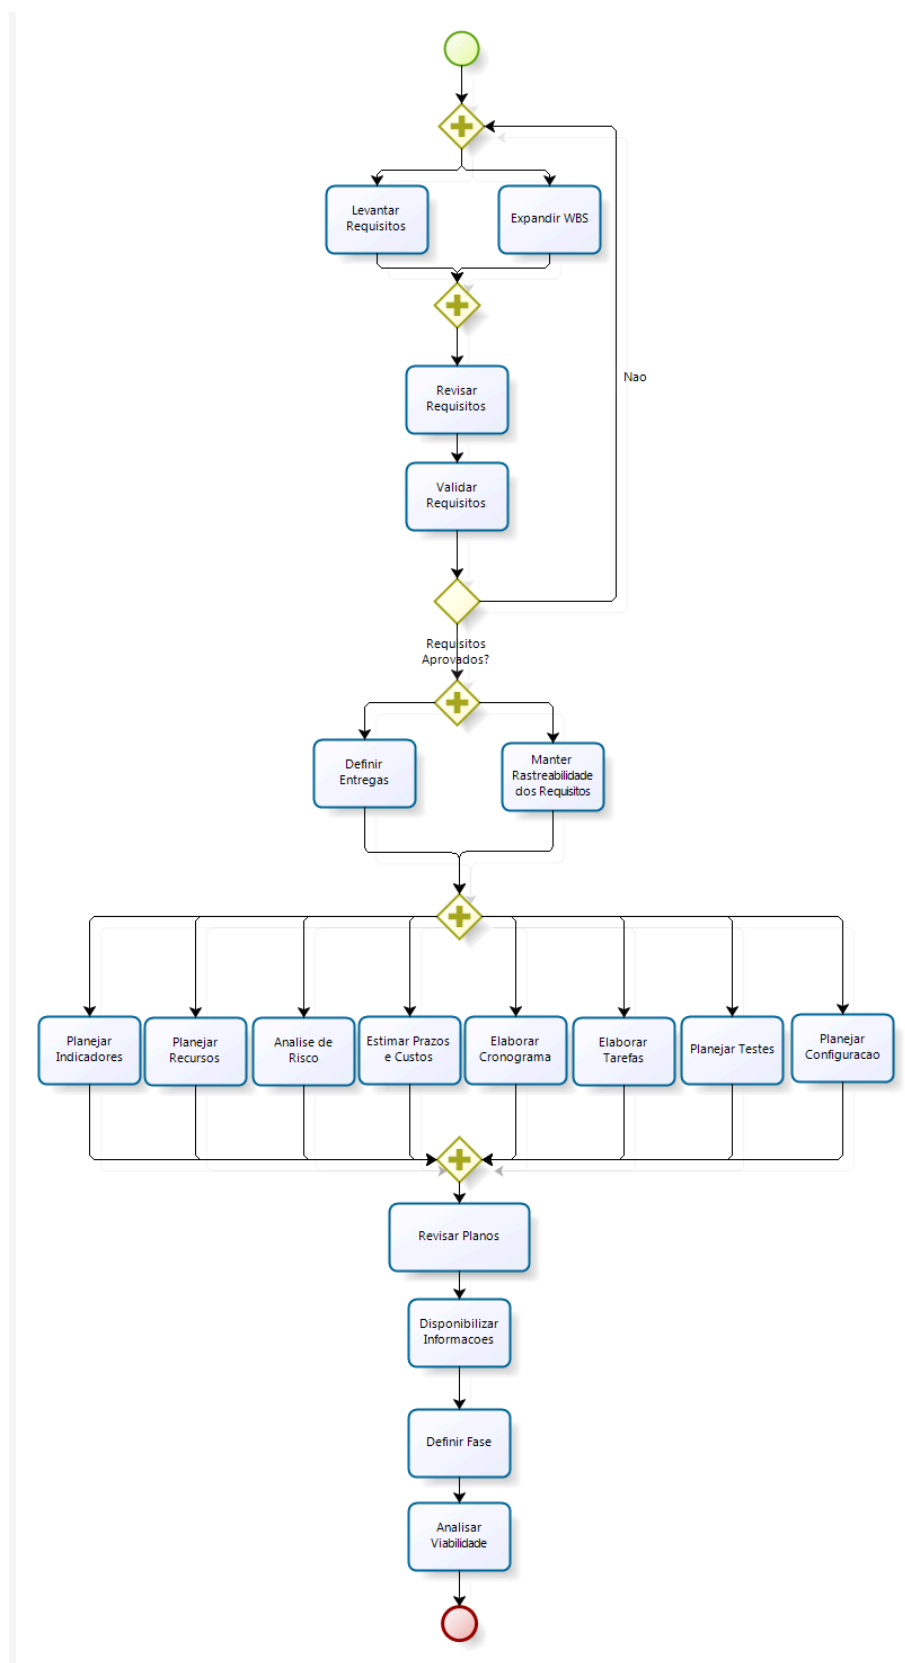 Levantar
Requisitos
Expandir WBS
Revisar
Requisitos
Nao
Validar
Requisitos
Requisitos
Aprovados?
Definir
Entregas
Manter
Rastreabilidade
dos Requisitos
Planejar
Indicadores
Planejar
Recursos
Analise de
Risco
Estimar Prazos
e Custos
Elaborar
Cronograma
Elaborar
Tarefas
Planejar Testes
Planejar
Configuracao
Revisar Planos
Disponibilizar
Informacoes
Definir Fase
Analisar
Viabilidade